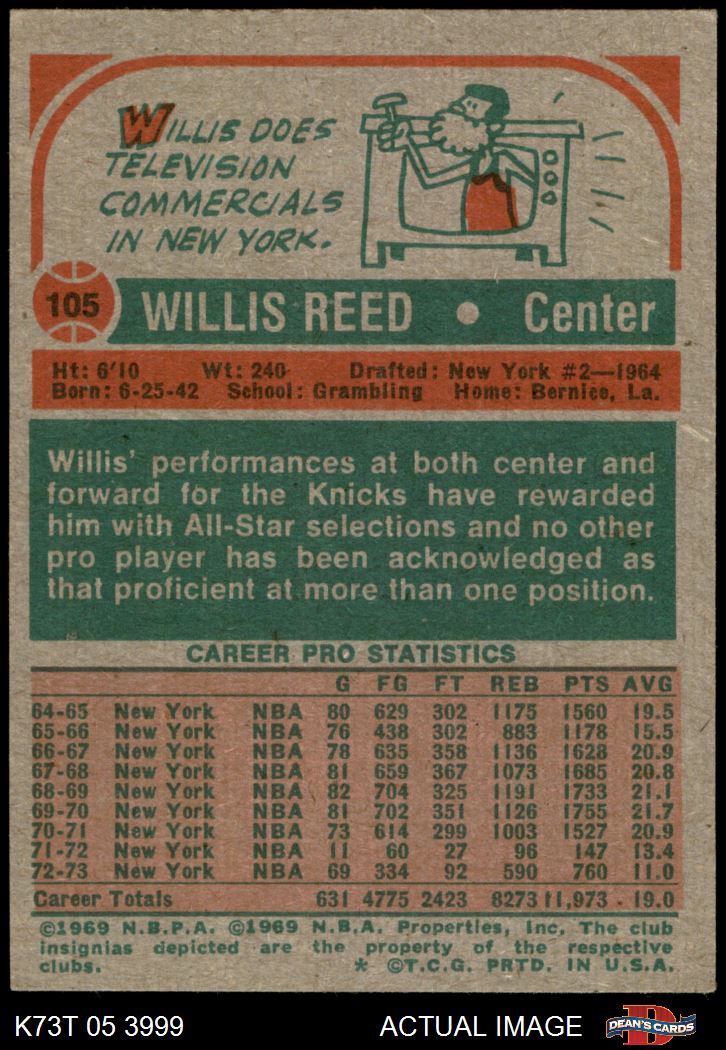 WILLIS DOES
TELEVISION
COMMERCIALS
IN NEW YORK.
105 WILLIS REED • Center
Ht: 6'10 Wt: 240 Drafted: New York #2—1964
Born: 6-25-42 School: Grambling Home: Bernice, La.
Willis' performances at both center and
forward for the Knicks have rewarded
him with All-Star selections and no other
pro player has been acknowledged as
that proficient at more than one position.
CAREER PRO STATISTICS
G FG FT REB PTS AVG
64-65 New York NBA 80 629 302 1175 1560 19.5
65-66 New York NBA 76 438 302 883 1178 15.5
66-67 New York NBA 78 635 358 1136 1628 20.9
67-68 New York NBA 81 659 367 1073 1685 20.8
68-69 New York NBA 82 704 325 1191 1733 21.1
69-70 New York NBA 81 702 351 1126 1755 21.7
70-71 New York NBA 73 614 299 1003 1527 20.9
71-72 New York NBA 11 60 27 96 147 13.4
72-73 New York NBA 69 334 92 590 760 11.0
Career Totals 631 4775 2423 8273 11,973 19.0
©1969 N.B.P.A. ©1969 N.B.A. Properties, Inc. The club
insignias depicted are the property of the respective
clubs. * ©T.C.G. PRTD. IN U.S.A.
K73T 05 3999 ACTUAL IMAGE DEAN'S CARDS